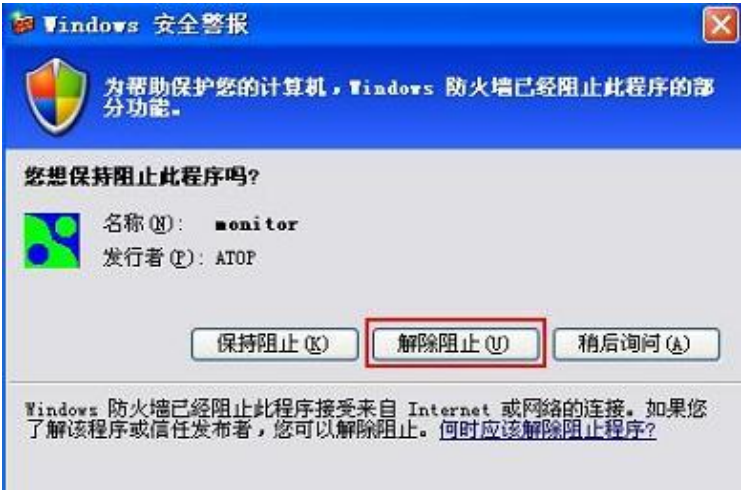 Windows 安全警报
为帮助保护您的计算机，Windows 防火墙已经阻止此程序的部
分功能。
您想保持阻止此程序吗?
名称(N): monitor
发行者(P): ATOP
保持阻止(K) 解除阻止(U) 稍后询问(A)
Windows 防火墙已经阻止此程序接受来自 Internet 或网络的连接。如果您
了解该程序或信任发布者，您可以解除阻止。何时应该解除阻止程序?